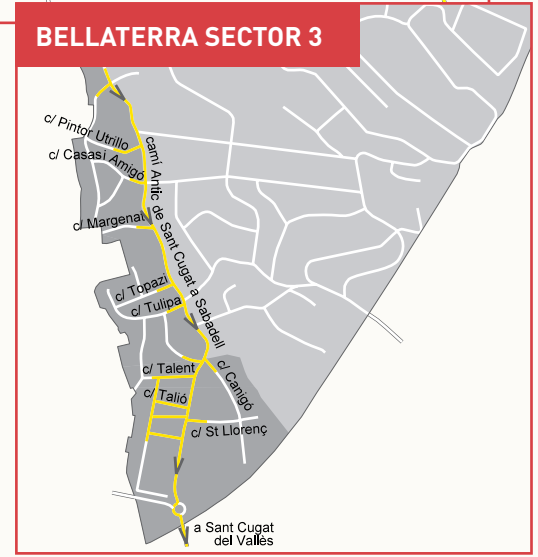 BELLATERRA SECTOR 3
c/ Pintor Utrillo
c/ Casas i Amigó
camí Antic de Sant Cugat a Sabadell
c/ Margenat
c/ Topazi
c/ Tulipa
c/ Talent
c/ Canigó
c/ Talió
c/ St Llorenç
a Sant Cugat
del Vallès